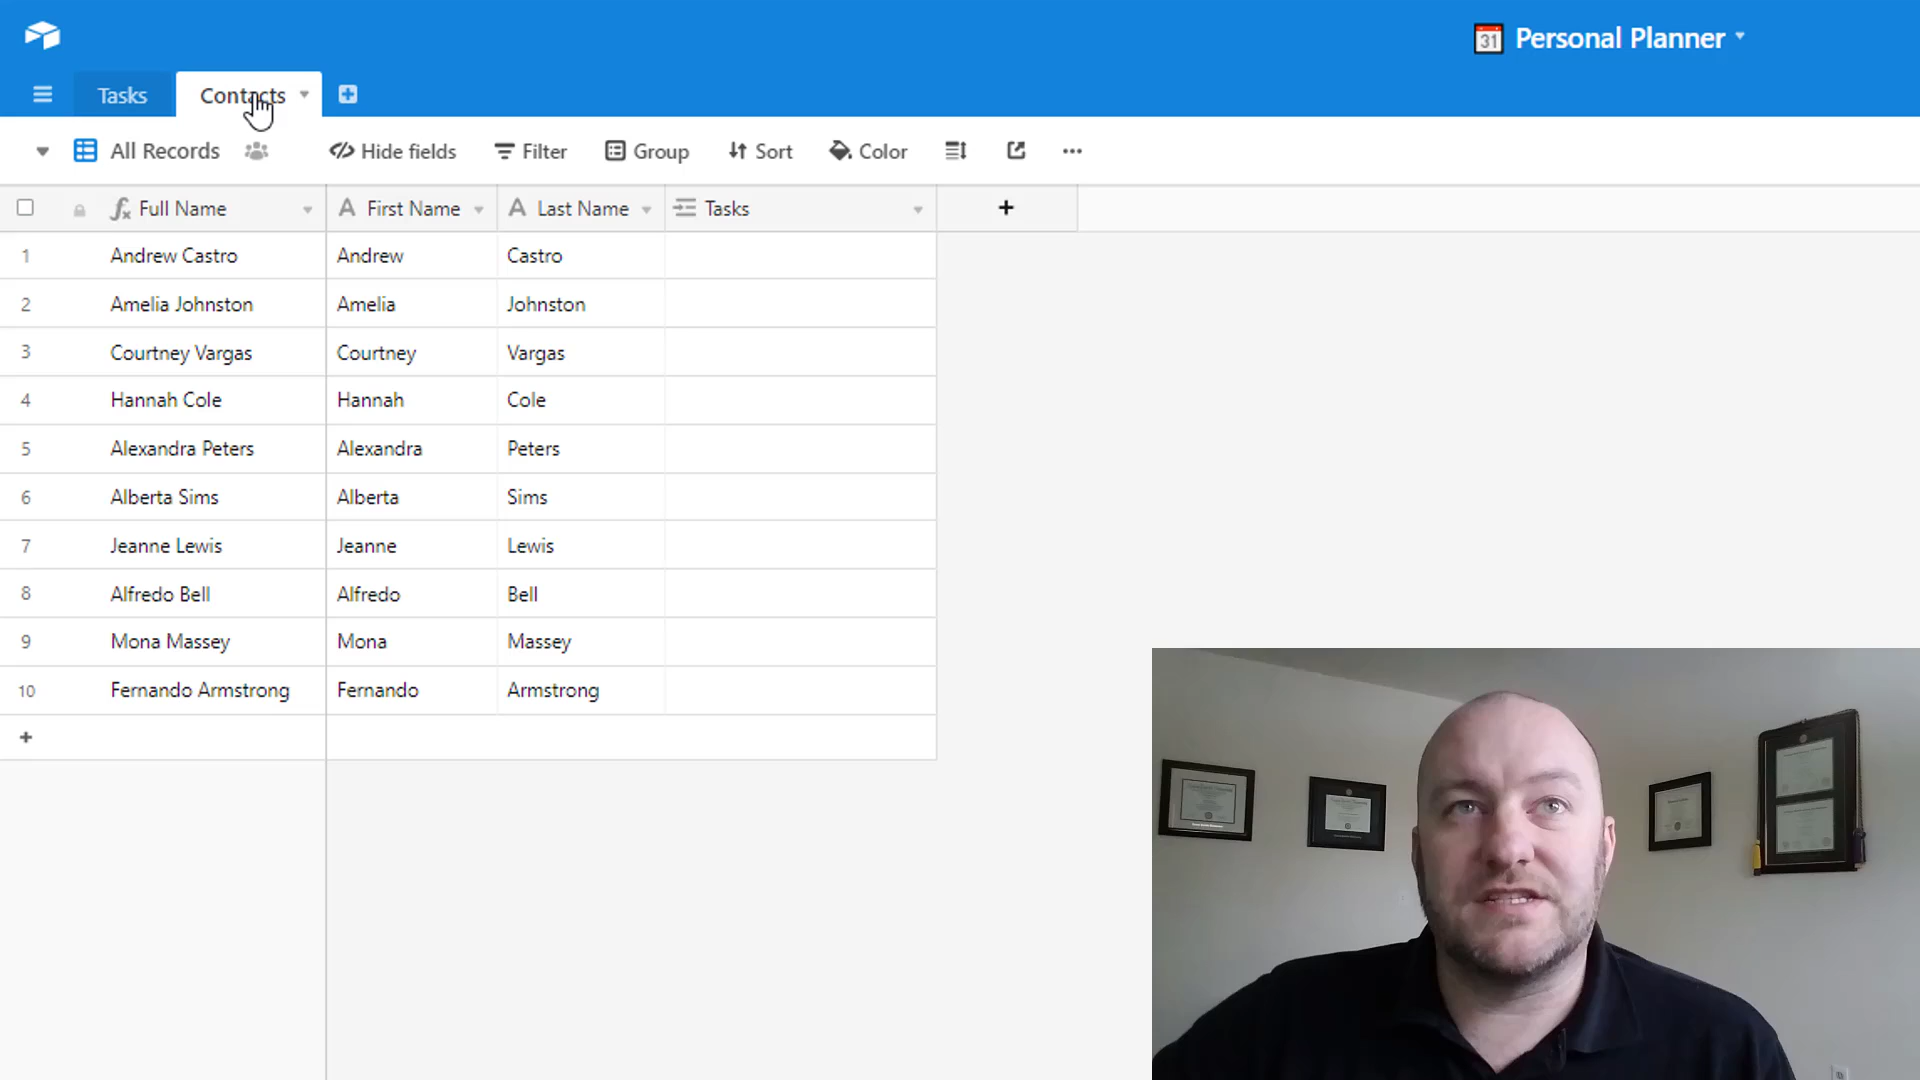 31 Personal Planner
Tasks Contacts
All Records Hide fields Filter Group Sort Color
Full Name First Name Last Name Tasks
1 Andrew Castro Andrew Castro
2 Amelia Johnston Amelia Johnston
3 Courtney Vargas Courtney Vargas
4 Hannah Cole Hannah Cole
5 Alexandra Peters Alexandra Peters
6 Alberta Sims Alberta Sims
7 Jeanne Lewis Jeanne Lewis
8 Alfredo Bell Alfredo Bell
9 Mona Massey Mona Massey
10 Fernando Armstrong Fernando Armstrong